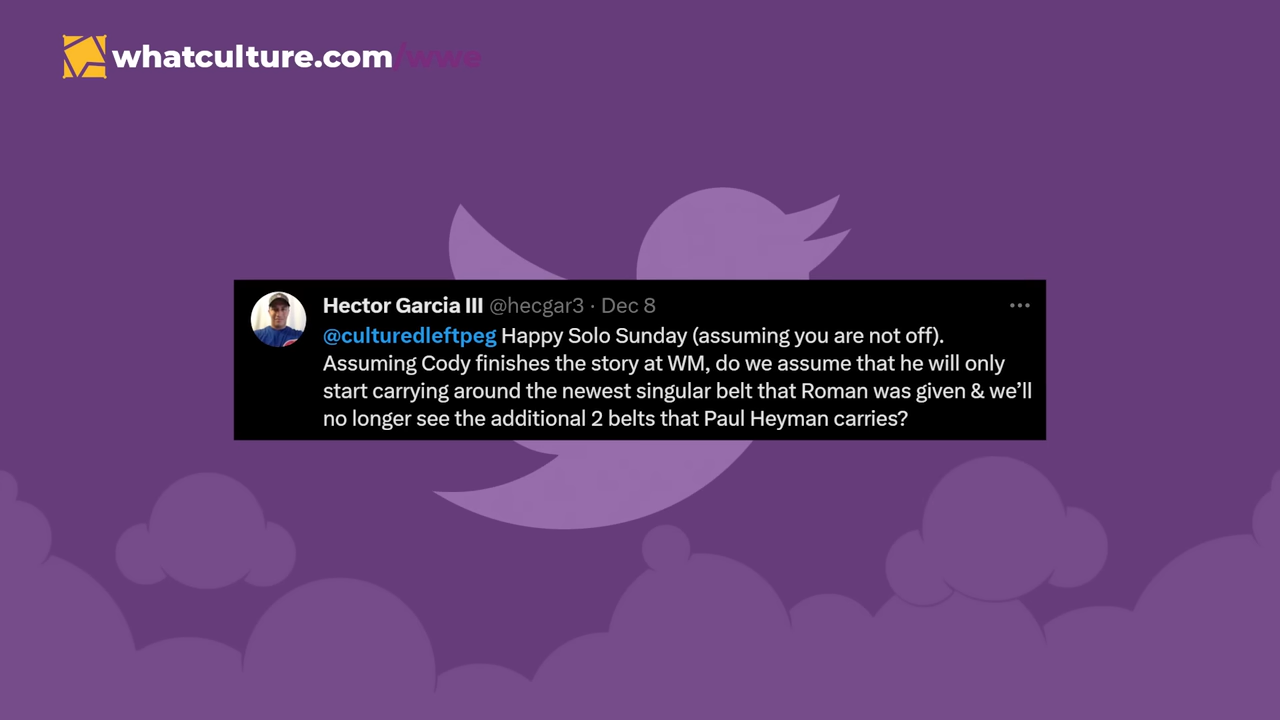 whatculture.com/wwe
Hector Garcia III @hecgar3 · Dec 8
@culturedleftpeg Happy Solo Sunday (assuming you are not off).
Assuming Cody finishes the story at WM, do we assume that he will only
start carrying around the newest singular belt that Roman was given & we’ll
no longer see the additional 2 belts that Paul Heyman carries?